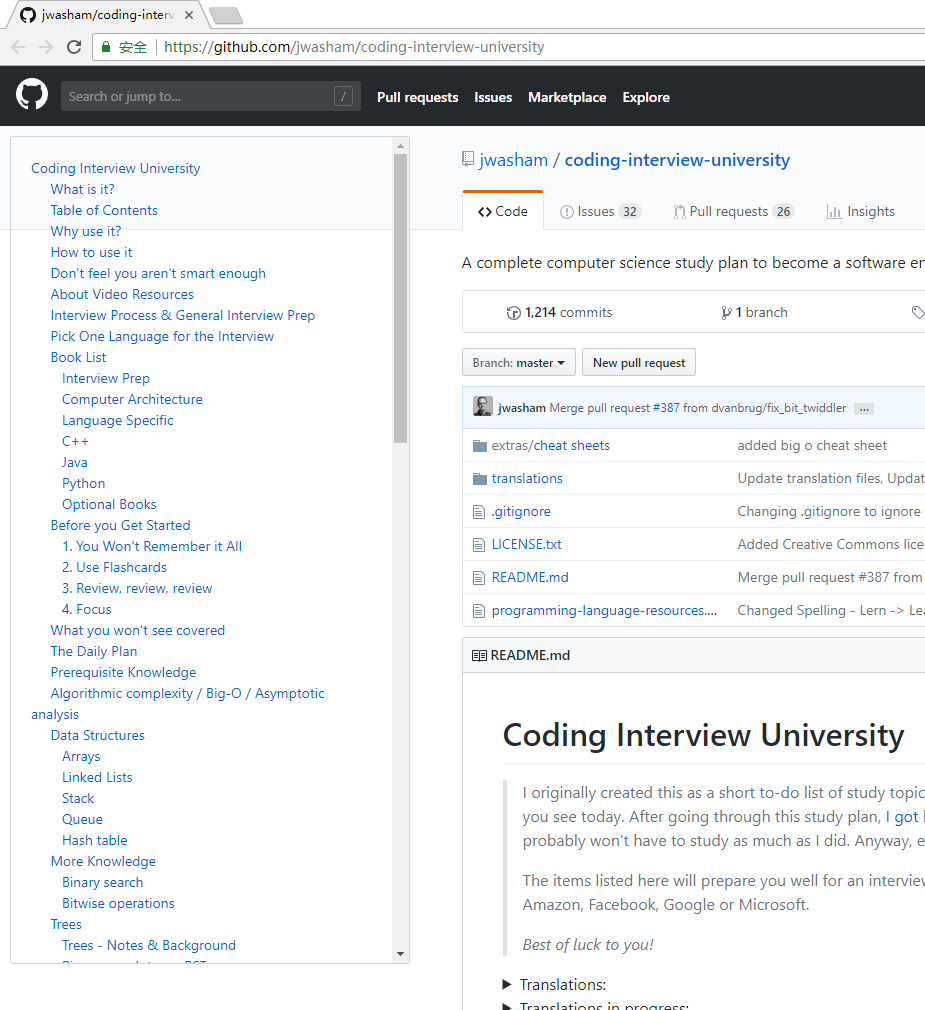 jwasham/coding-interv
安全 https://github.com/jwasham/coding-interview-university
Search or jump to... / Pull requests Issues Marketplace Explore
Coding Interview University
What is it?
Table of Contents
Why use it?
How to use it
Don't feel you aren't smart enough
About Video Resources
Interview Process & General Interview Prep
Pick One Language for the Interview
Book List
Interview Prep
Computer Architecture
Language Specific
C++
Java
Python
Optional Books
Before you Get Started
1. You Won't Remember it All
2. Use Flashcards
3. Review, review, review
4. Focus
What you won't see covered
The Daily Plan
Prerequisite Knowledge
Algorithmic complexity / Big-O / Asymptotic
analysis
Data Structures
Arrays
Linked Lists
Stack
Queue
Hash table
More Knowledge
Binary search
Bitwise operations
Trees
Trees - Notes & Background
jwasham / coding-interview-university
Code Issues 32 Pull requests 26 Insights
A complete computer science study plan to become a software en
1,214 commits 1 branch
Branch: master New pull request
jwasham Merge pull request #387 from dvanbrug/fix_bit_twiddler ...
extras/cheat sheets added big o cheat sheet
translations Update translation files, Updat
.gitignore Changing .gitignore to ignore
LICENSE.txt Added Creative Commons lice
README.md Merge pull request #387 from
programming-language-resources.... Changed Spelling - Lern -> Lea
README.md
Coding Interview University
I originally created this as a short to-do list of study topic
you see today. After going through this study plan, I got
probably won't have to study as much as I did. Anyway, e
The items listed here will prepare you well for an interview
Amazon, Facebook, Google or Microsoft.
Best of luck to you!
Translations:
Translations in progress: